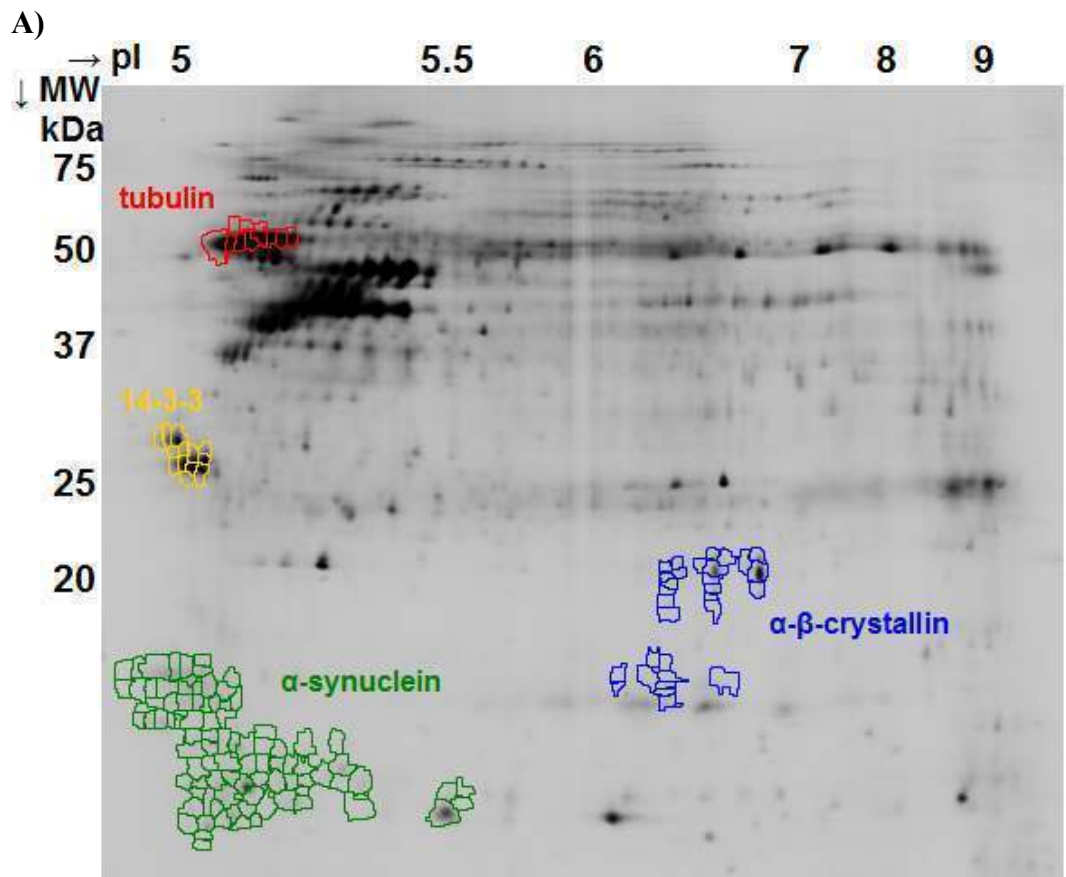 A)
→ pI 5 5.5 6 7 8 9
↓ MW
kDa
75
tubulin
50
37
14-3-3
25
20
α-β-crystallin
α-synuclein